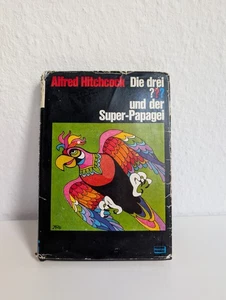 Alfred Hitchcock Die drei
???
und der
Super-Papagei